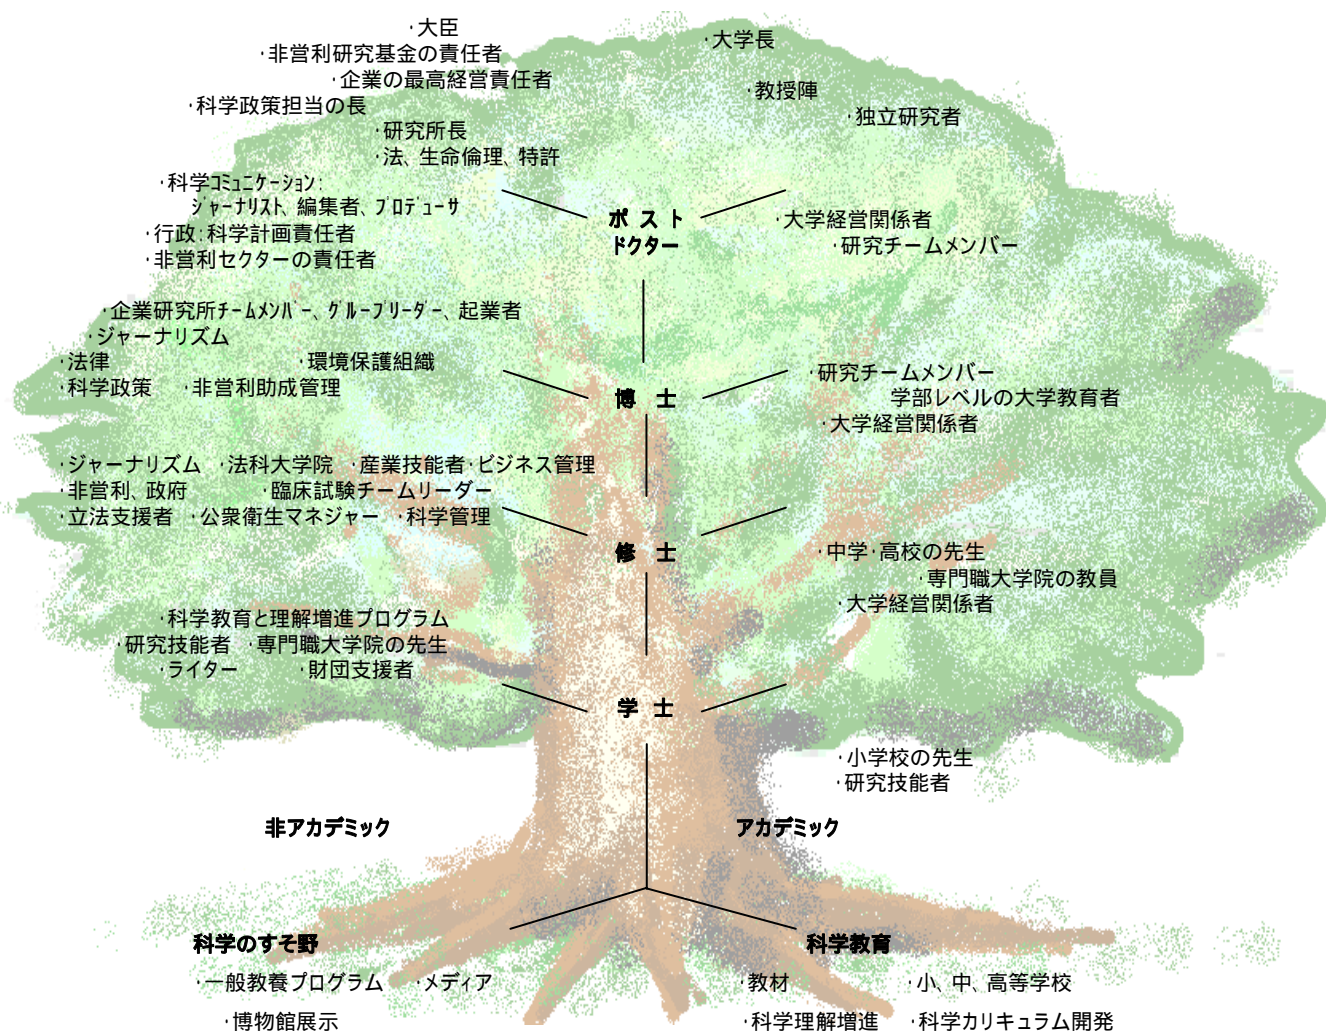 ・大臣
・非営利研究基金の責任者
・企業の最高経営責任者
・科学政策担当の長
・研究所長
・法、生命倫理、特許
・科学ｺﾐｭﾆｹｰｼｮﾝ:
ｼﾞｬｰﾅﾘｽﾄ、編集者、ﾌﾟﾛﾃﾞｭｰｻ
・行政:科学計画責任者
・非営利セクターの責任者
・大学長
・教授陣
・独立研究者
ポスト
ドクター
・大学経営関係者
・研究チームメンバー
・企業研究所ﾁｰﾑﾒﾝﾊﾞｰ、ｸﾞﾙｰﾌﾟﾘｰﾀﾞｰ、起業者
・ジャーナリズム
・法律 ・環境保護組織
・科学政策 ・非営利助成管理
博 士
・研究チームメンバー
学部レベルの大学教育者
・大学経営関係者
・ジャーナリズム ・法科大学院 ・産業技能者・ビジネス管理
・非営利、政府 ・臨床試験チームリーダー
・立法支援者 ・公衆衛生マネジャー ・科学管理
修 士
・中学・高校の先生
・専門職大学院の教員
・大学経営関係者
・科学教育と理解増進プログラム
・研究技能者 ・専門職大学院の先生
・ライター ・財団支援者
学 士
・小学校の先生
・研究技能者
非アカデミック
アカデミック
科学のすそ野
・一般教養プログラム ・メディア
・博物館展示
科学教育
・教材 ・小、中、高等学校
・科学理解増進 ・科学カリキュラム開発